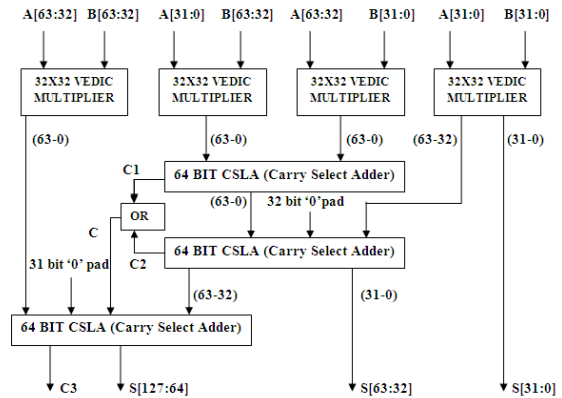 A[63:32] B[63:32] A[31:0] B[63:32] A[63:32] B[31:0] A[31:0] B[31:0]
32X32 VEDIC MULTIPLIER
32X32 VEDIC MULTIPLIER
32X32 VEDIC MULTIPLIER
32X32 VEDIC MULTIPLIER
(63-0) (63-0) (63-0) (63-32) (31-0)
C1
64 BIT CSLA (Carry Select Adder)
(63-0) 32 bit ‘0’pad
OR
C
C2
64 BIT CSLA (Carry Select Adder)
31 bit ‘0’ pad
(63-32) (31-0)
64 BIT CSLA (Carry Select Adder)
C3 S[127:64] S[63:32] S[31:0]